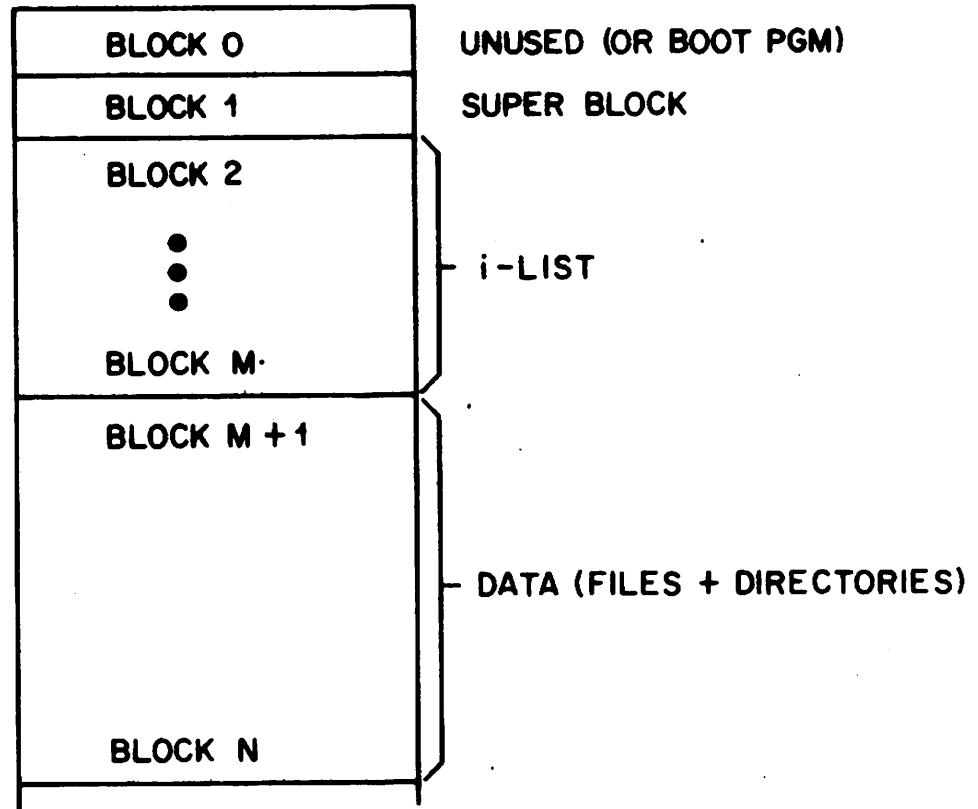 BLOCK 0 UNUSED (OR BOOT PGM)
BLOCK 1 SUPER BLOCK
BLOCK 2
i-LIST
BLOCK M
BLOCK M + 1
DATA (FILES + DIRECTORIES)
BLOCK N